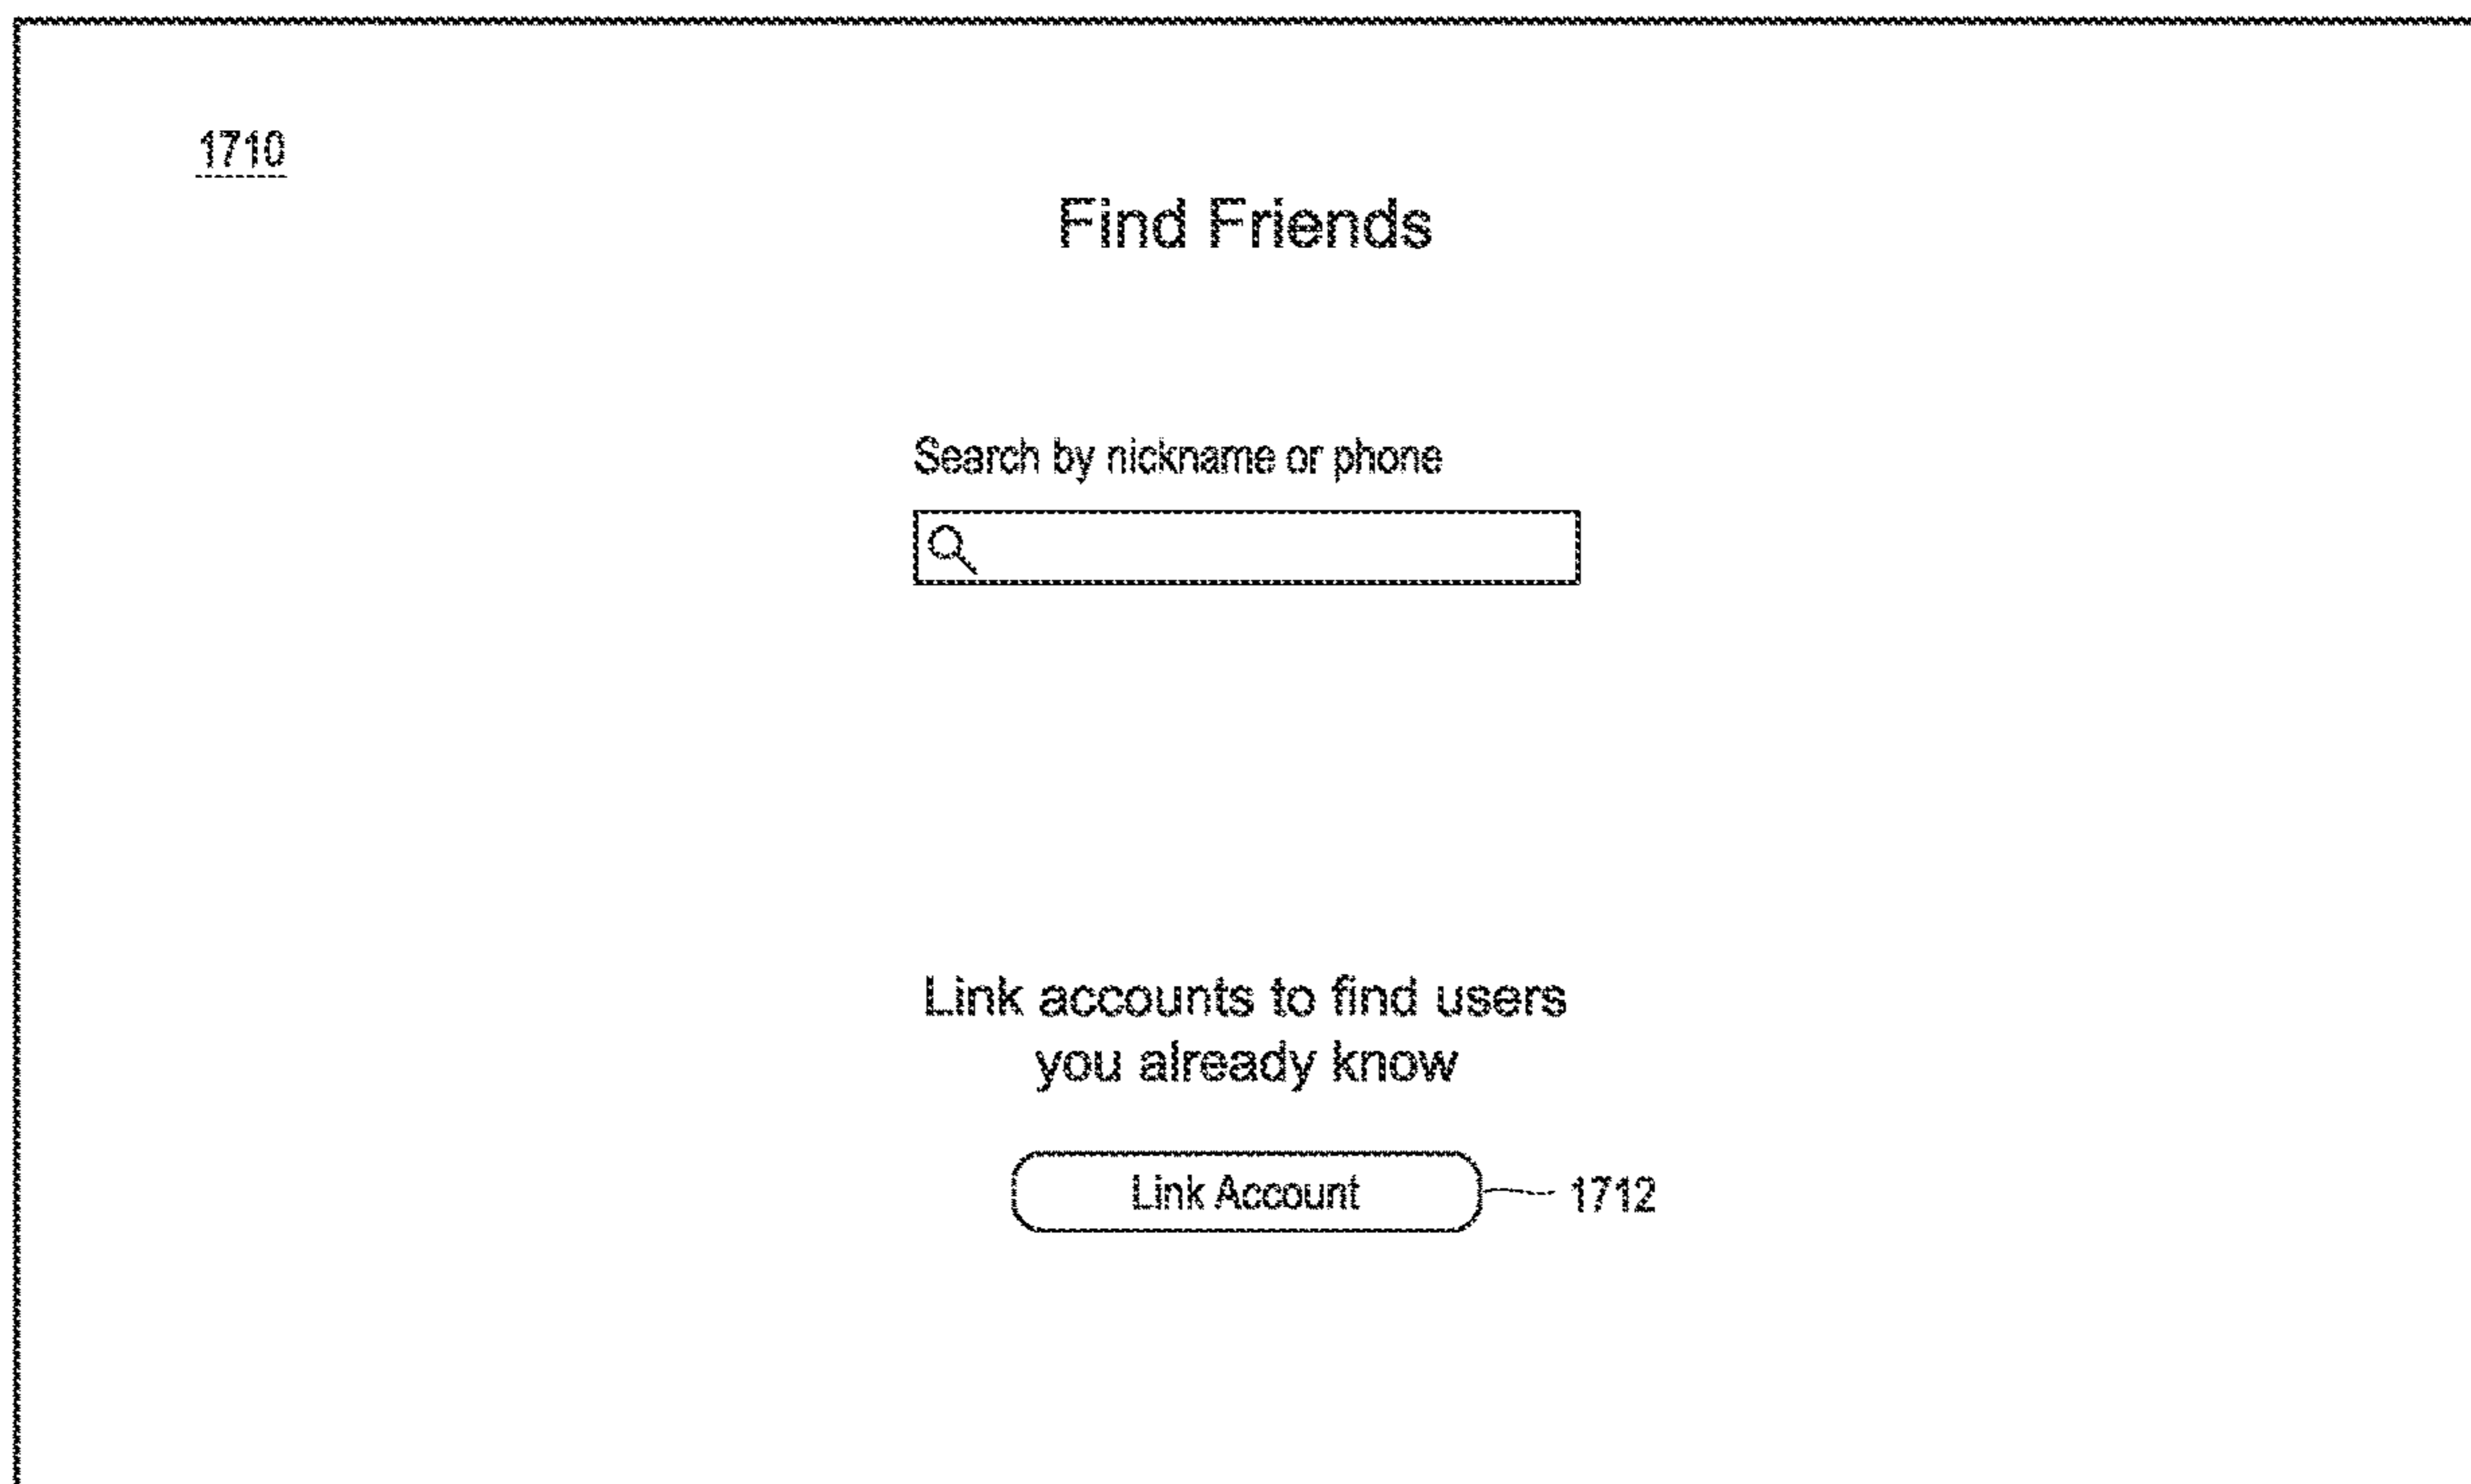 1710
Find Friends
Search by nickname or phone
Link accounts to find users
you already know
Link Account
1712